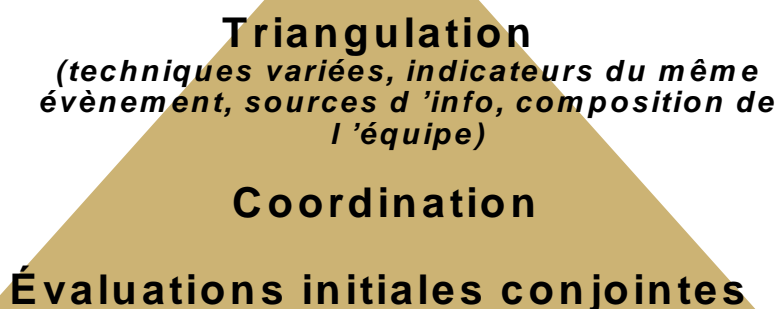 Triangulation
(techniques variées, indicateurs du même
évènement, sources d ’info, composition de
l ’équipe)
Coordination
Évaluations initiales conjointes